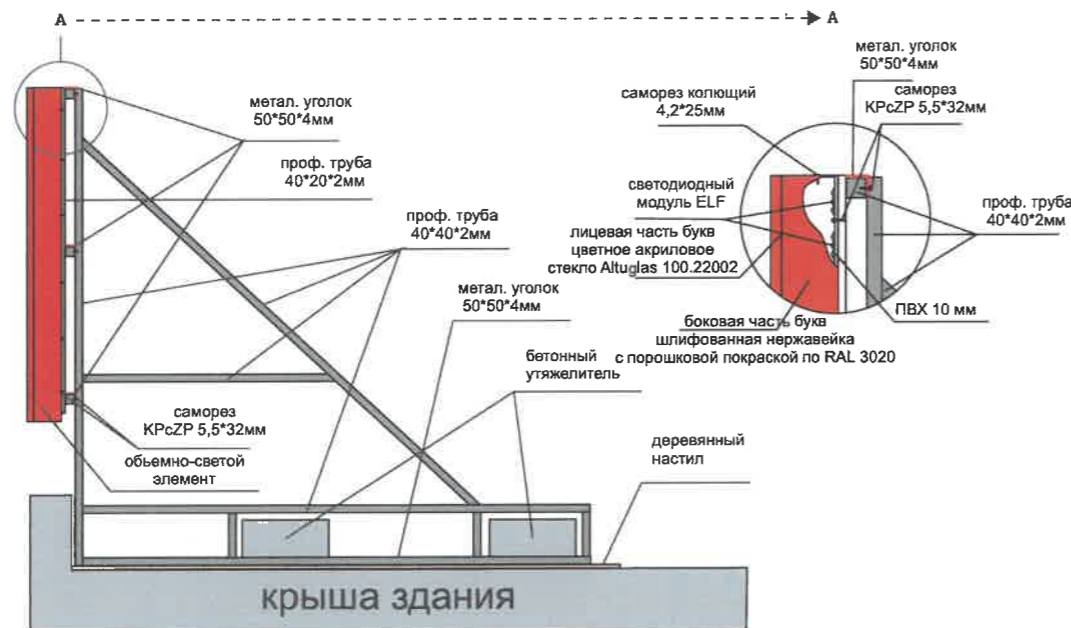 А
А
метал. уголок
50*50*4мм
проф. труба
40*20*2мм
проф. труба
40*40*2мм
метал. уголок
50*50*4мм
бетонный
утяжелитель
саморез
KPcZP 5,5*32мм
обьемно-светой
элемент
деревянный
настил
крыша здания
метал. уголок
50*50*4мм
саморез колющий
4,2*25мм
саморез
KPcZP 5,5*32мм
светодиодный
модуль ELF
проф. труба
40*40*2мм
лицевая часть букв
цветное акриловое
стекло Altuglas 100.22002
ПВХ 10 мм
боковая часть букв
шлифованная нержавейка
с порошковой покраской по RAL 3020